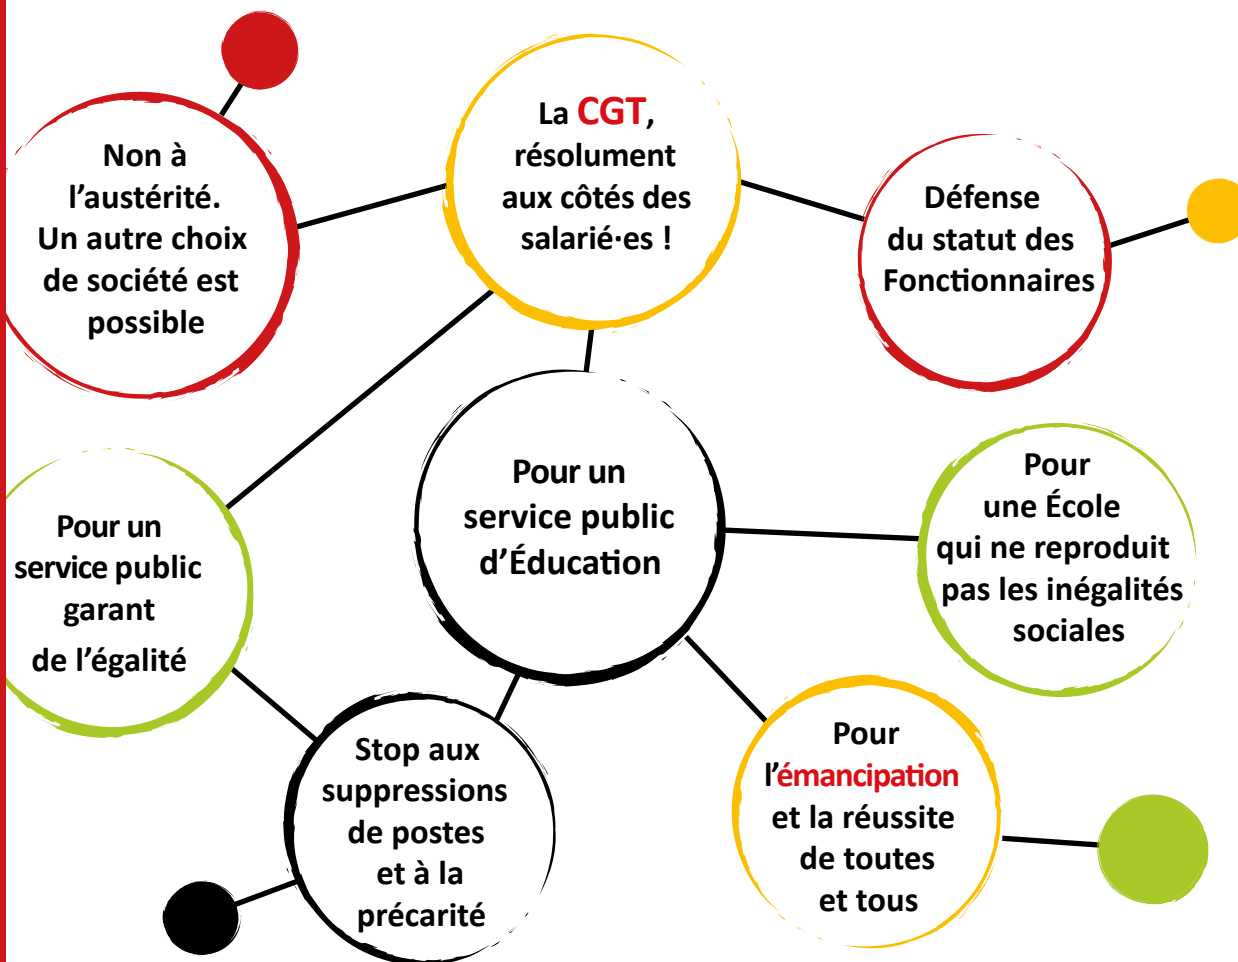 Non à
l’austérité.
Un autre choix
de société est
possible
La CGT,
résolument
aux côtés des
salarié·es !
Défense
du statut des
Fonctionnaires
Pour un
service public
garant
de l’égalité
Pour un
service public
d’Éducation
Pour
une École
qui ne reproduit
pas les inégalités
sociales
Stop aux
suppressions
de postes
et à la
précarité
Pour
l’émancipation
et la réussite
de toutes
et tous